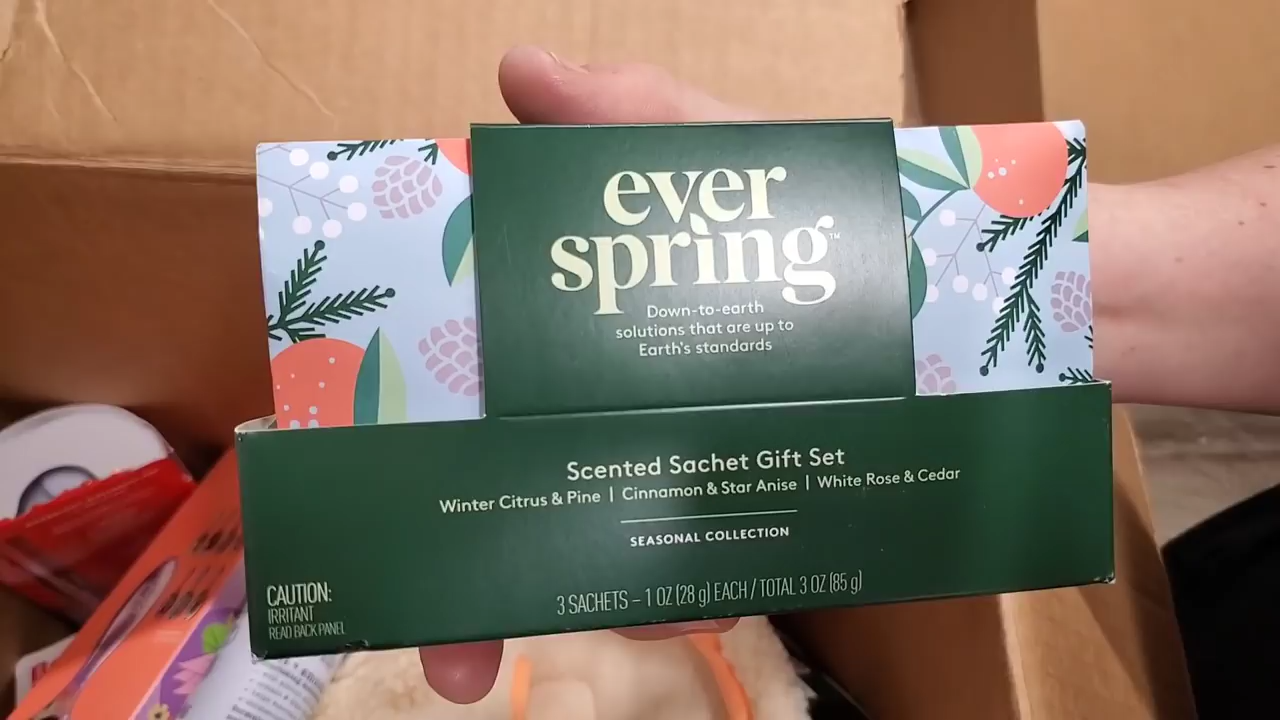 ever
spring™
Down-to-earth
solutions that are up to
Earth's standards
Scented Sachet Gift Set
Winter Citrus & Pine | Cinnamon & Star Anise | White Rose & Cedar
SEASONAL COLLECTION
CAUTION:
IRRITANT
READ BACK PANEL
3 SACHETS – 1 OZ (28 g) EACH / TOTAL 3 OZ (85 g)